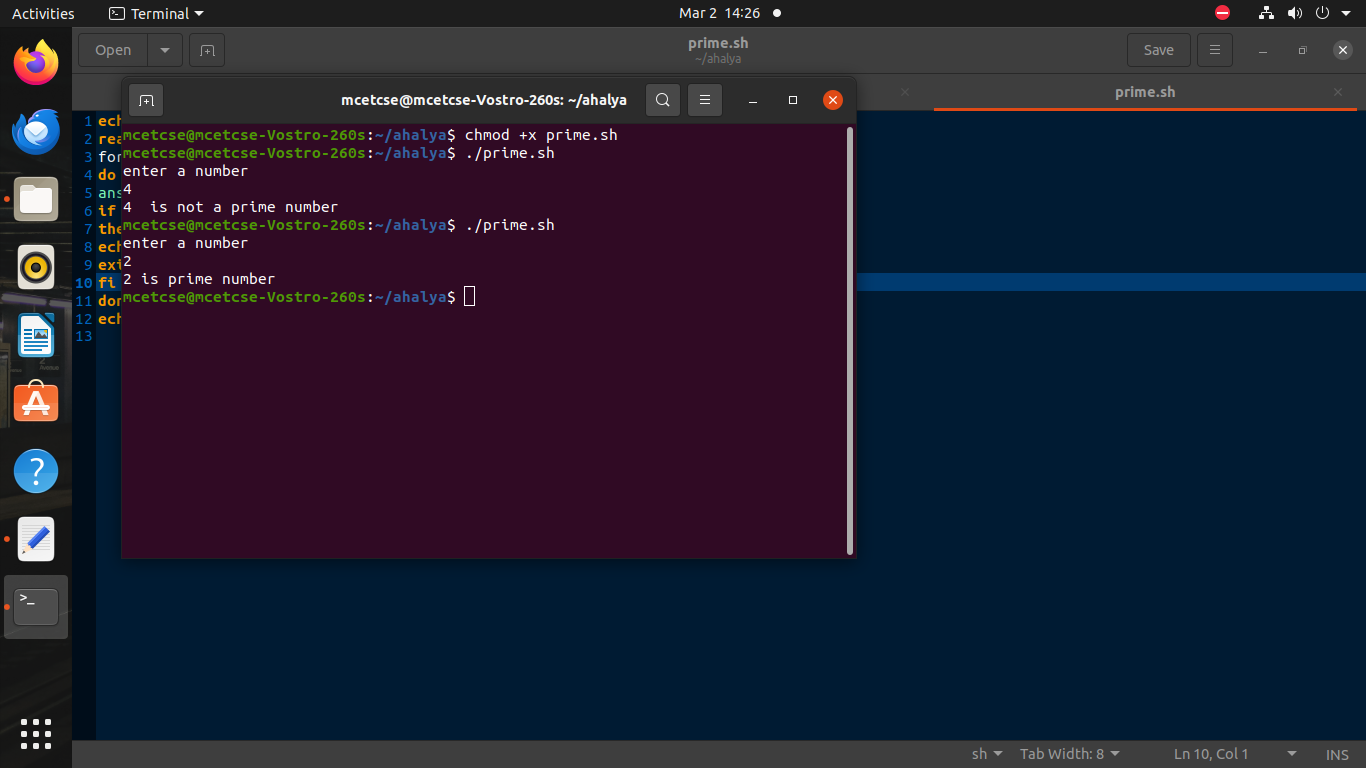 Activities Terminal Mar 2 14:26
Open prime.sh Save
~/ahalya
prime.sh
mcetcse@mcetcse-Vostro-260s: ~/ahalya
1 ech
2 rea
3 for
4 do
5 ans
6 if
7 the
8 ech
9 exi
10 fi
11 don
12 ech
13
mcetcse@mcetcse-Vostro-260s:~/ahalya$ chmod +x prime.sh
mcetcse@mcetcse-Vostro-260s:~/ahalya$ ./prime.sh
enter a number
4
4  is not a prime number
mcetcse@mcetcse-Vostro-260s:~/ahalya$ ./prime.sh
enter a number
2
2 is prime number
mcetcse@mcetcse-Vostro-260s:~/ahalya$
sh Tab Width: 8 Ln 10, Col 1 INS